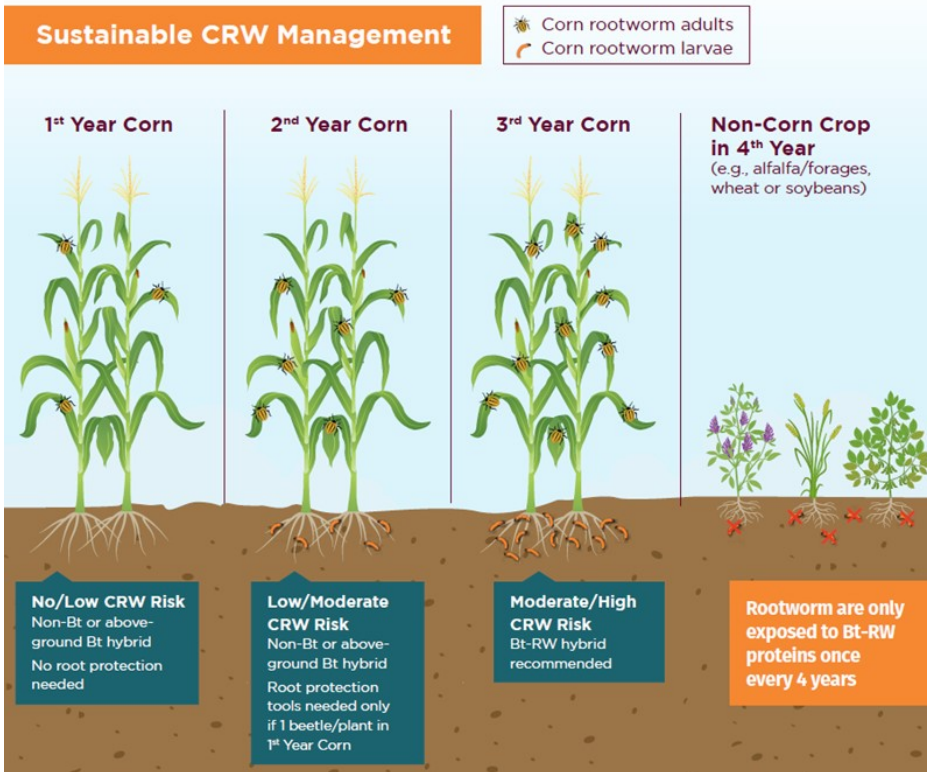 Sustainable CRW Management
Corn rootworm adults
Corn rootworm larvae
1st Year Corn
2nd Year Corn
3rd Year Corn
Non-Corn Crop
in 4th Year
(e.g., alfalfa/forages,
wheat or soybeans)
No/Low CRW Risk
Non-Bt or above-
ground Bt hybrid
No root protection
needed
Low/Moderate
CRW Risk
Non-Bt or above-
ground Bt hybrid
Root protection
tools needed only
if 1 beetle/plant in
1st Year Corn
Moderate/High
CRW Risk
Bt-RW hybrid
recommended
Rootworm are only
exposed to Bt-RW
proteins once
every 4 years